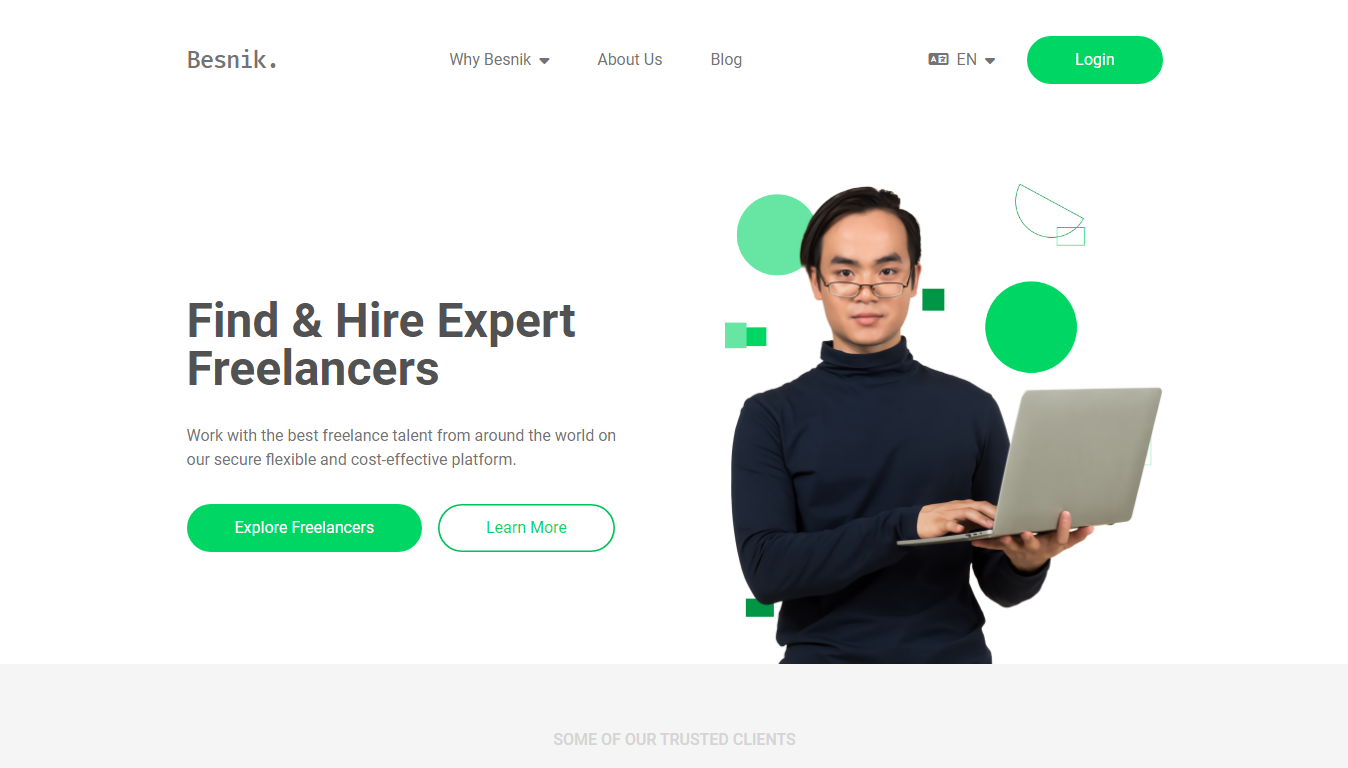 Besnik.
Why Besnik
About Us
Blog
EN
Login
Find & Hire Expert
Freelancers
Work with the best freelance talent from around the world on
our secure flexible and cost-effective platform.
Explore Freelancers
Learn More
SOME OF OUR TRUSTED CLIENTS